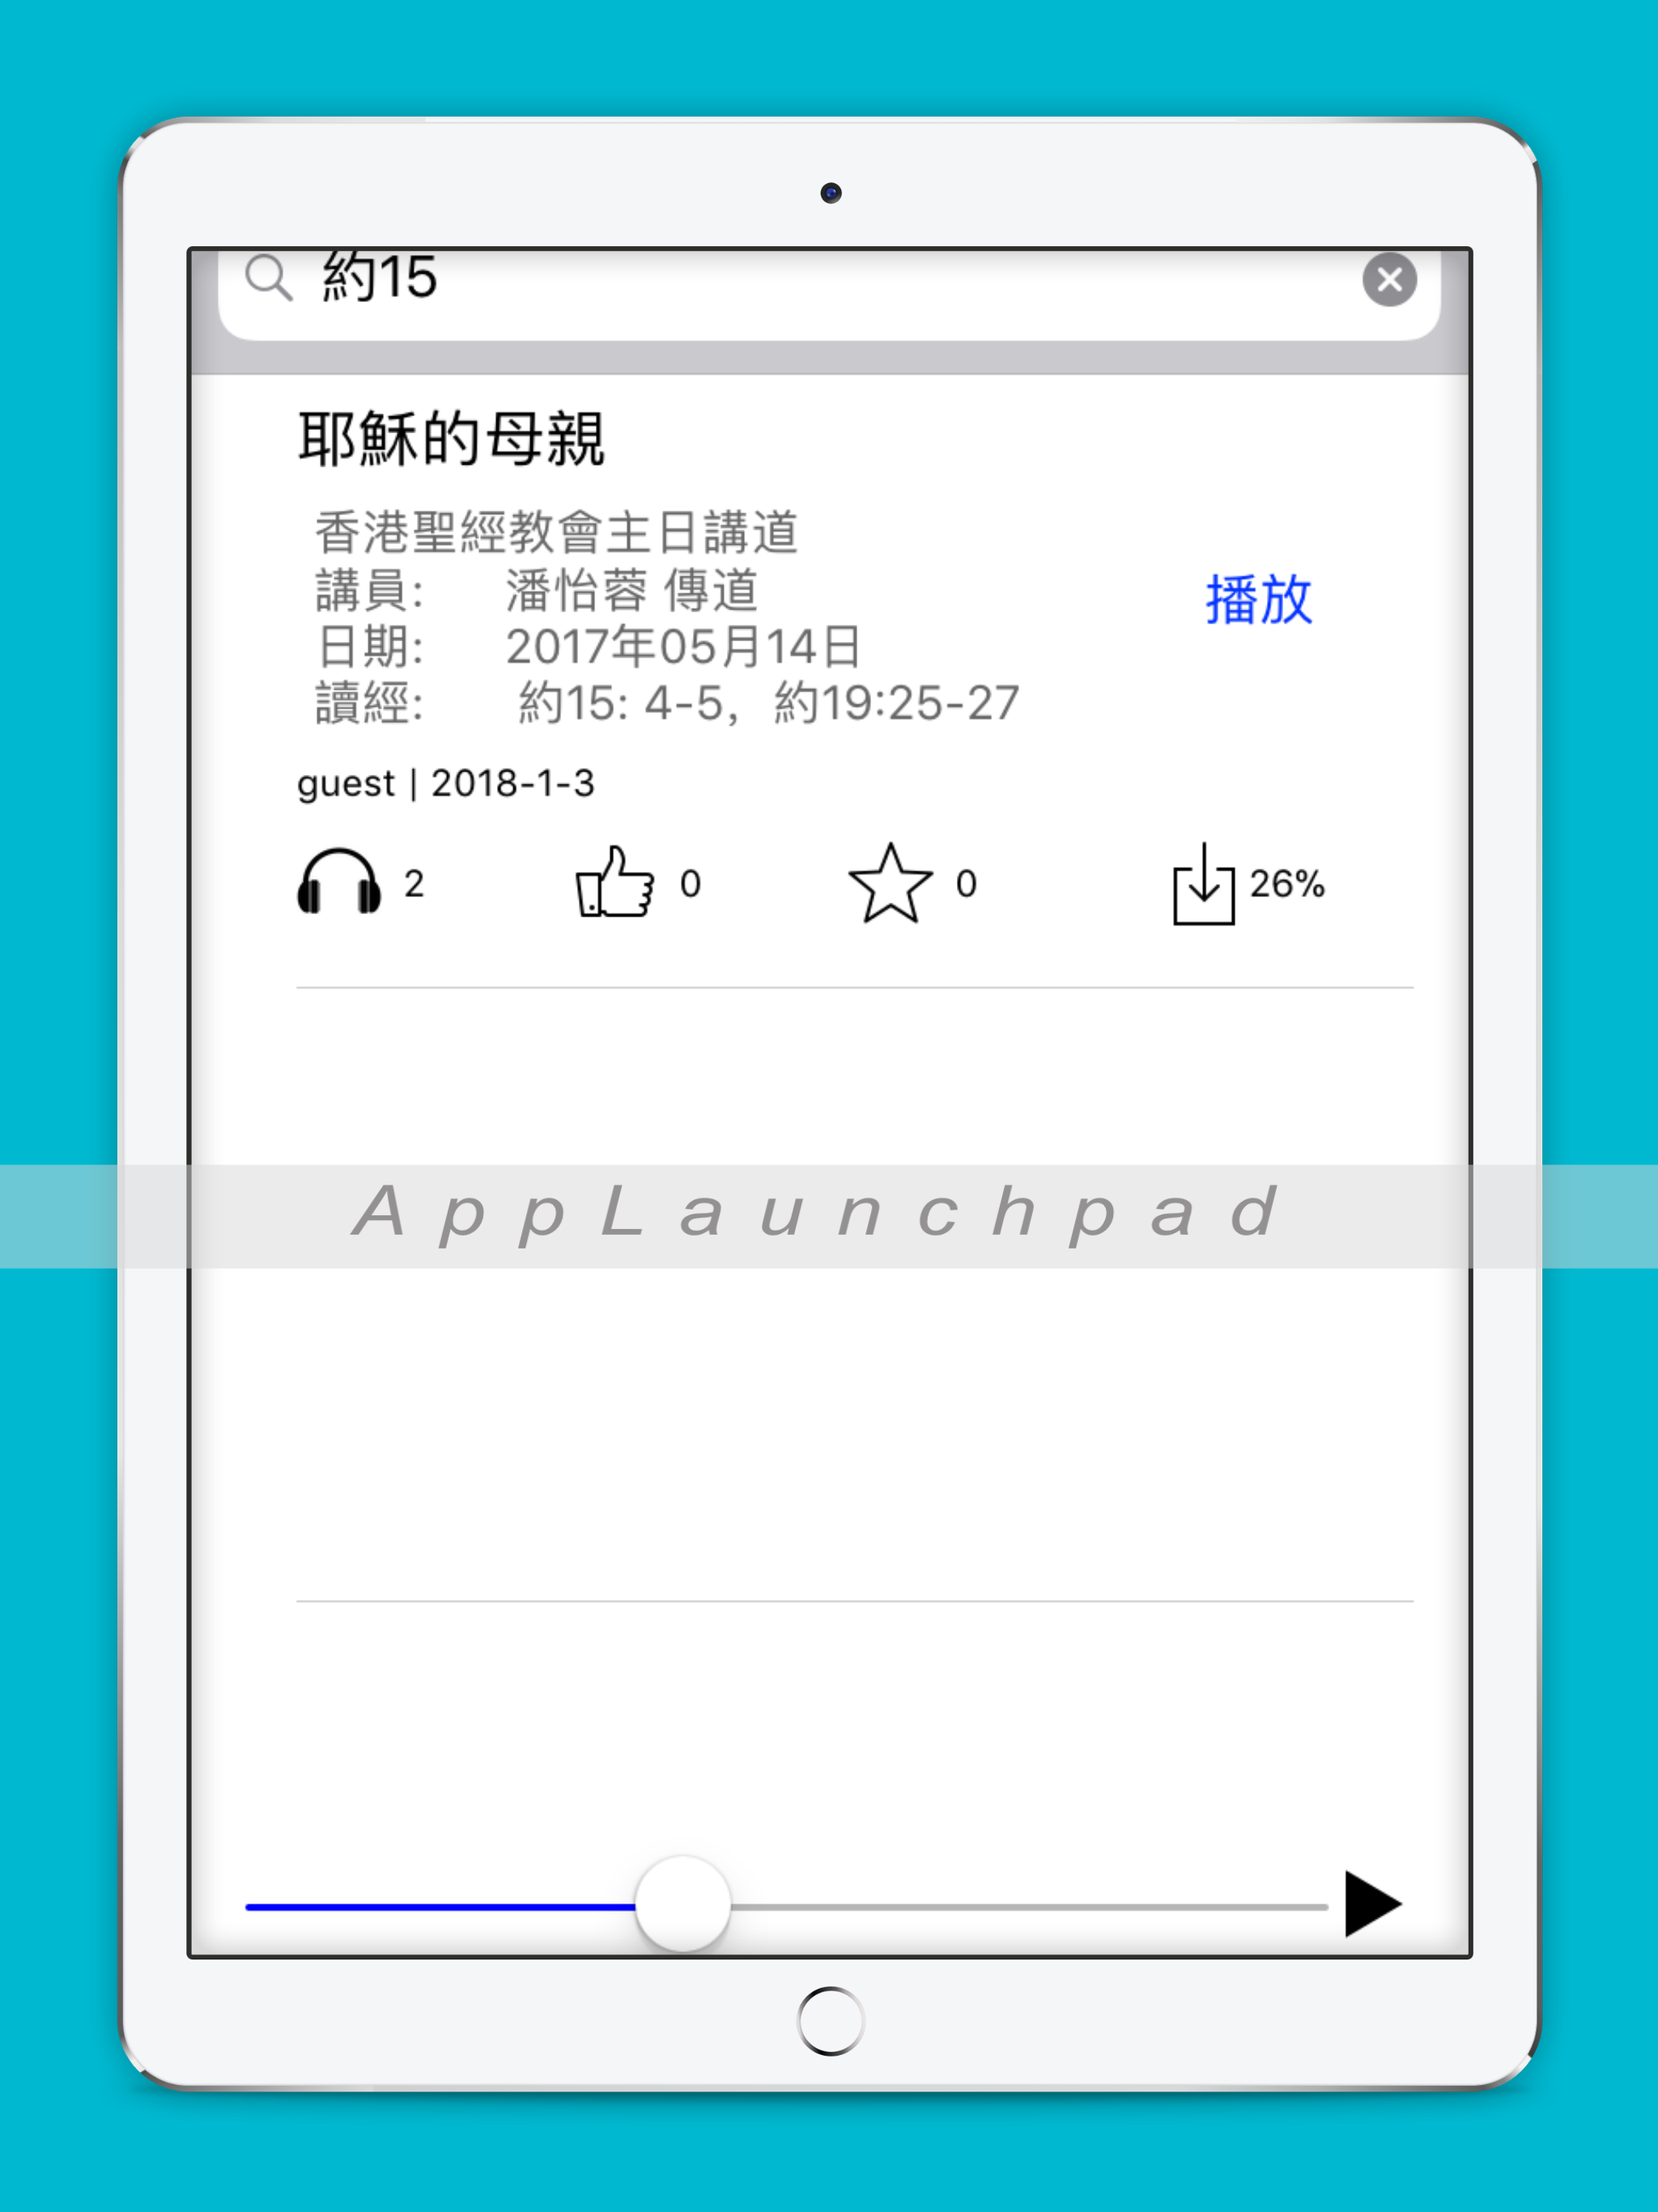 約15
耶穌的母親
香港聖經教會主日講道
講員: 潘怡蓉 傳道
播放
日期: 2017年05月14日
讀經: 約15: 4-5，約19:25-27
guest | 2018-1-3
2 0 0 26%
AppLaunchpad